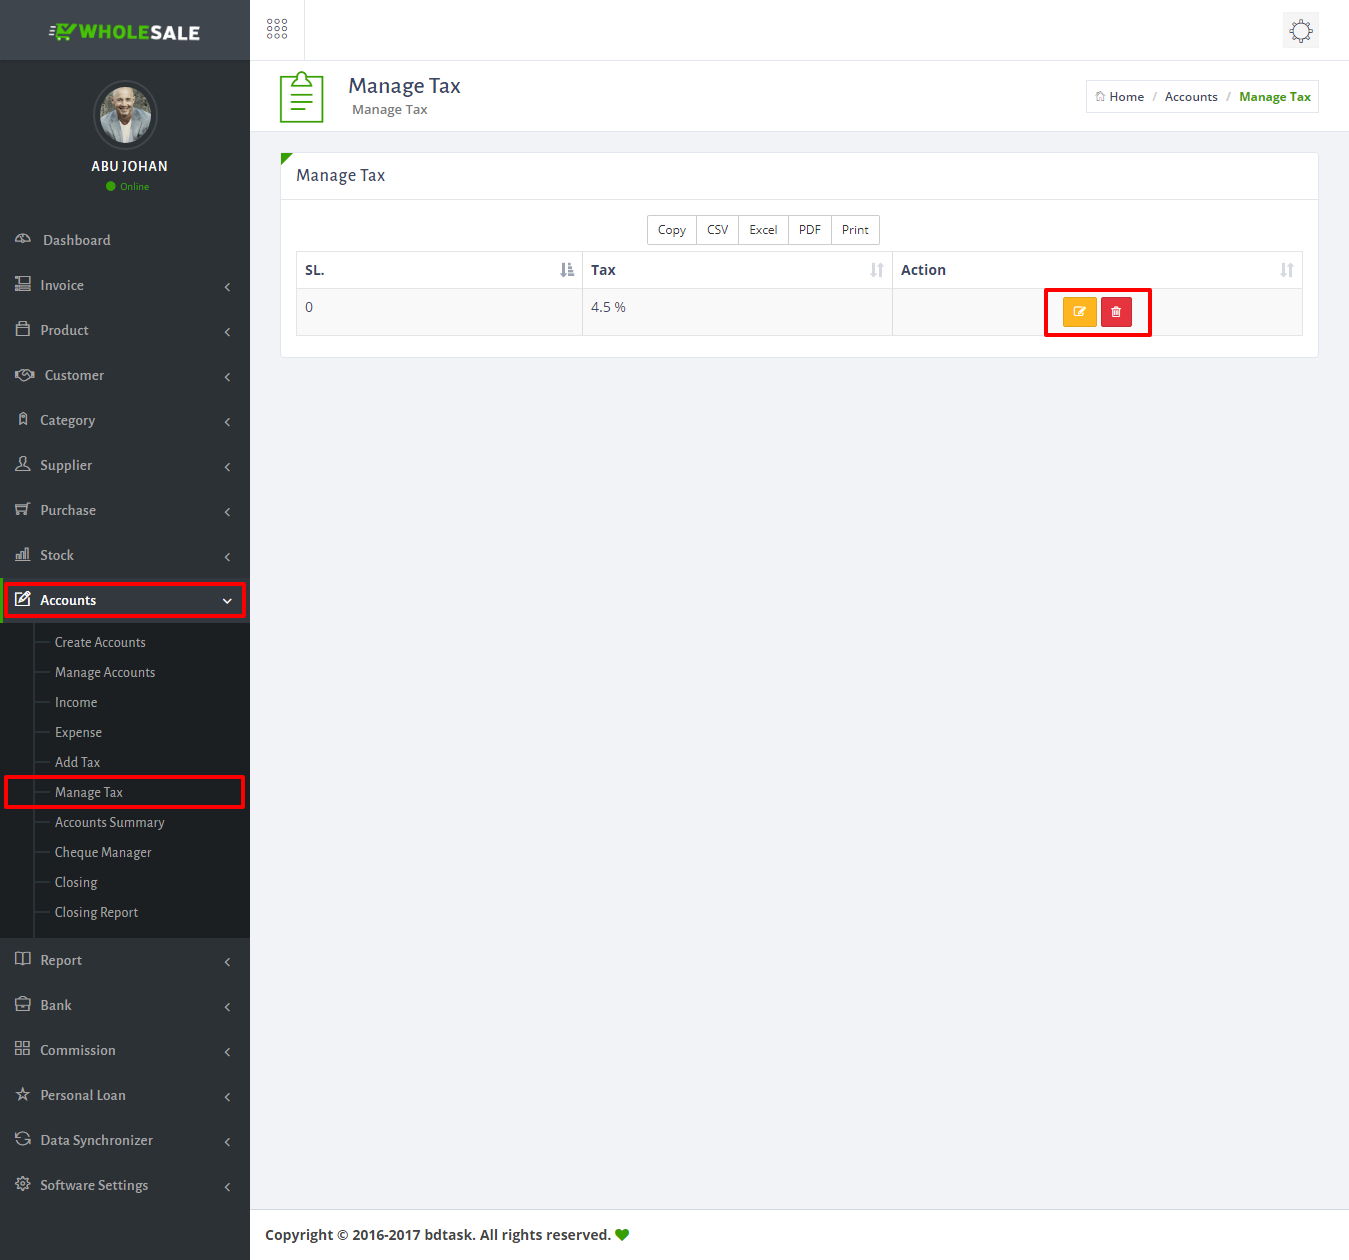 WHOLESALE
ABU JOHAN
Online
Dashboard
Invoice
Product
Customer
Category
Supplier
Purchase
Stock
Accounts
Create Accounts
Manage Accounts
Income
Expense
Add Tax
Manage Tax
Accounts Summary
Cheque Manager
Closing
Closing Report
Report
Bank
Commission
Personal Loan
Data Synchronizer
Software Settings
Manage Tax
Manage Tax
Home / Accounts / Manage Tax
Manage Tax
Copy CSV Excel PDF Print
SL. Tax Action
0 4.5 %
Copyright © 2016-2017 bdtask. All rights reserved.